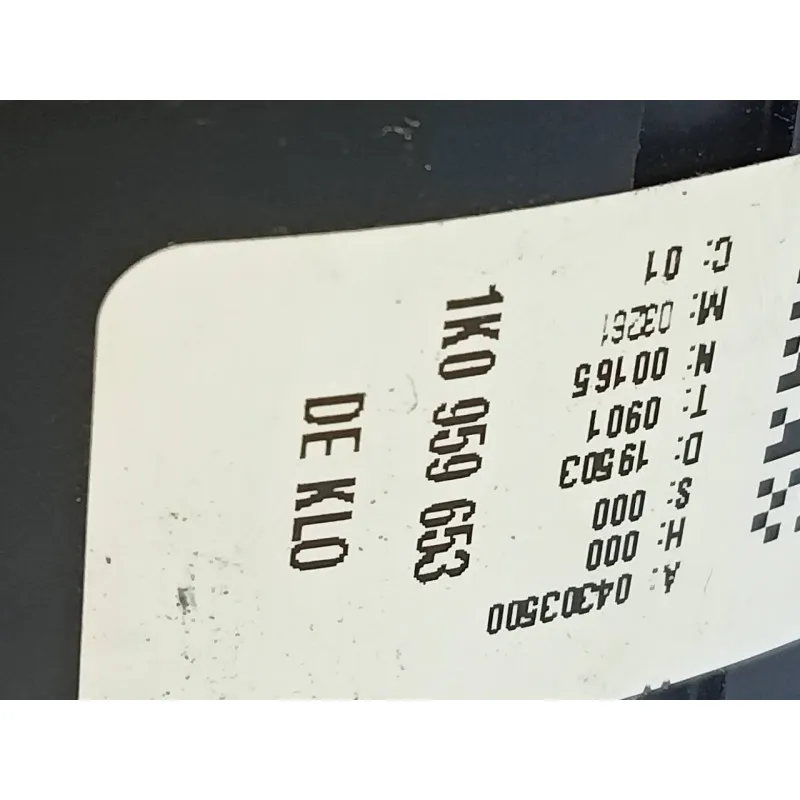 1K0 959 653
DE KLO
A: 04303500
H: 000
S: 000
D: 19503
T: 0901
N: 00165
M: 03261
C: 01